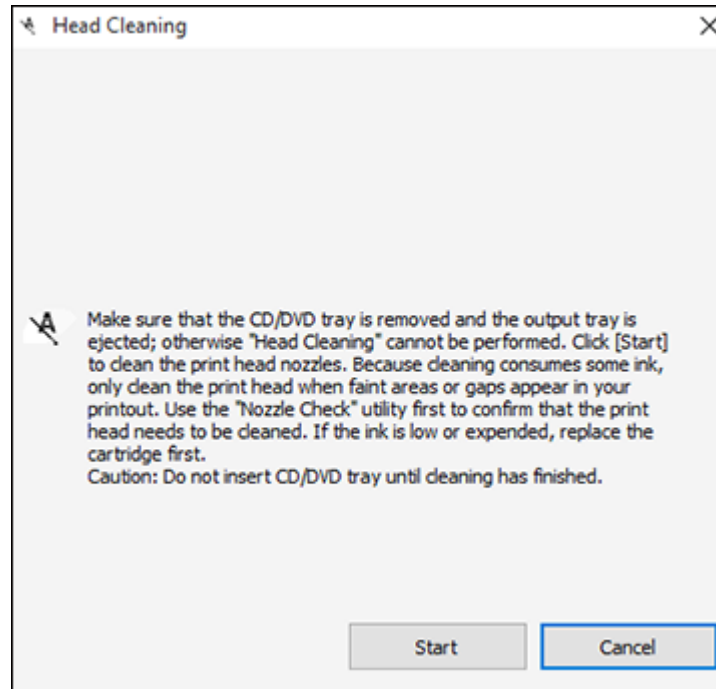 Head Cleaning
Make sure that the CD/DVD tray is removed and the output tray is
ejected; otherwise "Head Cleaning" cannot be performed. Click [Start]
to clean the print head nozzles. Because cleaning consumes some ink,
only clean the print head when faint areas or gaps appear in your
printout. Use the "Nozzle Check" utility first to confirm that the print
head needs to be cleaned. If the ink is low or expended, replace the
cartridge first.
Caution: Do not insert CD/DVD tray until cleaning has finished.
Start
Cancel